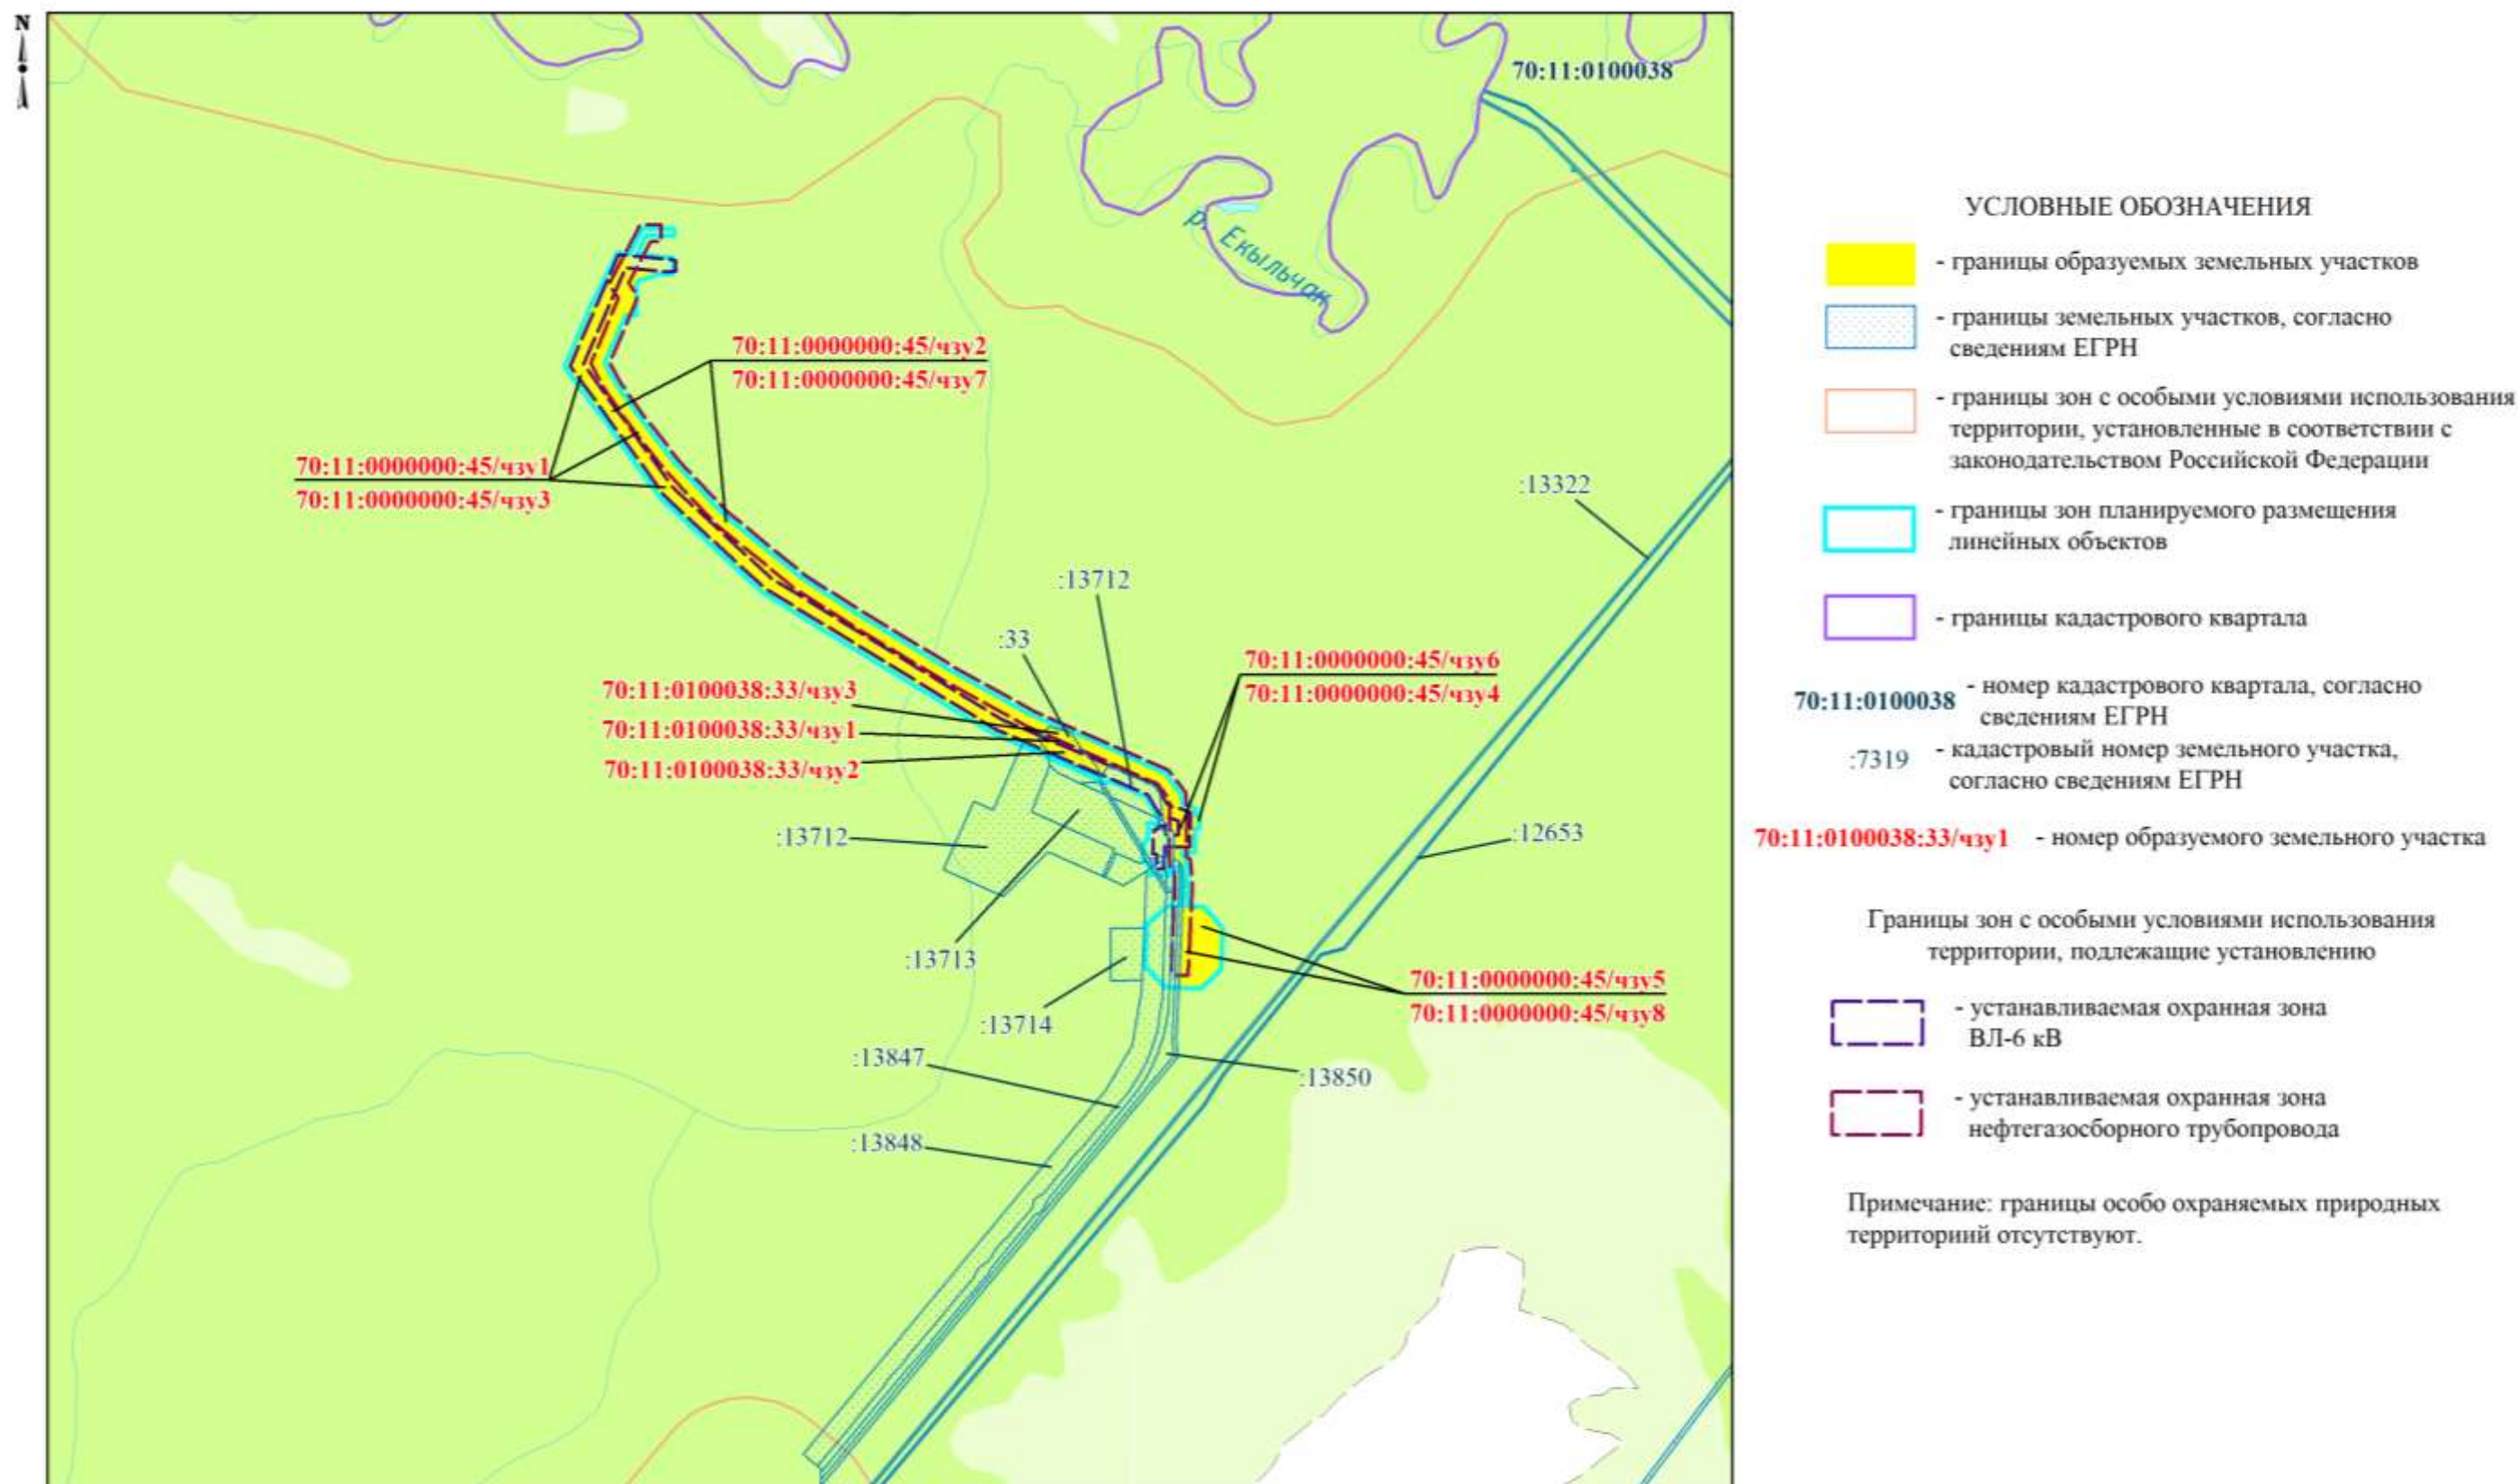 N
70:11:0100038
р. Екыльчак
70:11:0000000:45/чзу2
70:11:0000000:45/чзу7
70:11:0000000:45/чзу1
70:11:0000000:45/чзу3
:13322
:13712
:33
70:11:0000000:45/чзу6
70:11:0000000:45/чзу4
70:11:0100038:33/чзу3
70:11:0100038:33/чзу1
70:11:0100038:33/чзу2
:13712
:12653
:13713
70:11:0000000:45/чзу5
70:11:0000000:45/чзу8
:13714
:13847
:13850
:13848
УСЛОВНЫЕ ОБОЗНАЧЕНИЯ
- границы образуемых земельных участков
- границы земельных участков, согласно
сведениям ЕГРН
- границы зон с особыми условиями использования
территории, установленные в соответствии с
законодательством Российской Федерации
- границы зон планируемого размещения
линейных объектов
- границы кадастрового квартала
70:11:0100038 - номер кадастрового квартала, согласно
сведениям ЕГРН
:7319 - кадастровый номер земельного участка,
согласно сведениям ЕГРН
70:11:0100038:33/чзу1 - номер образуемого земельного участка
Границы зон с особыми условиями использования
территории, подлежащие установлению
- устанавливаемая охранная зона
ВЛ-6 кВ
- устанавливаемая охранная зона
нефтегазосборного трубопровода
Примечание: границы особо охраняемых природных
территориий отсутствуют.